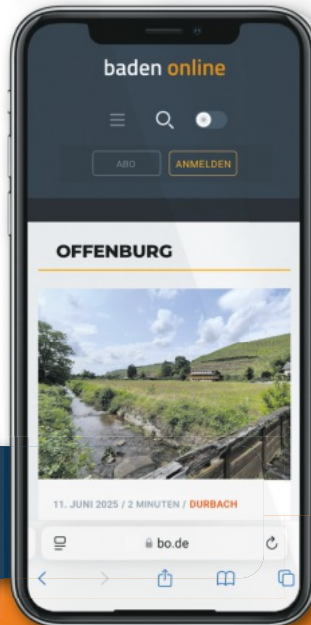 baden online
ABO
ANMELDEN
OFFENBURG
11. JUNI 2025 / 2 MINUTEN / DURBACH
bo.de